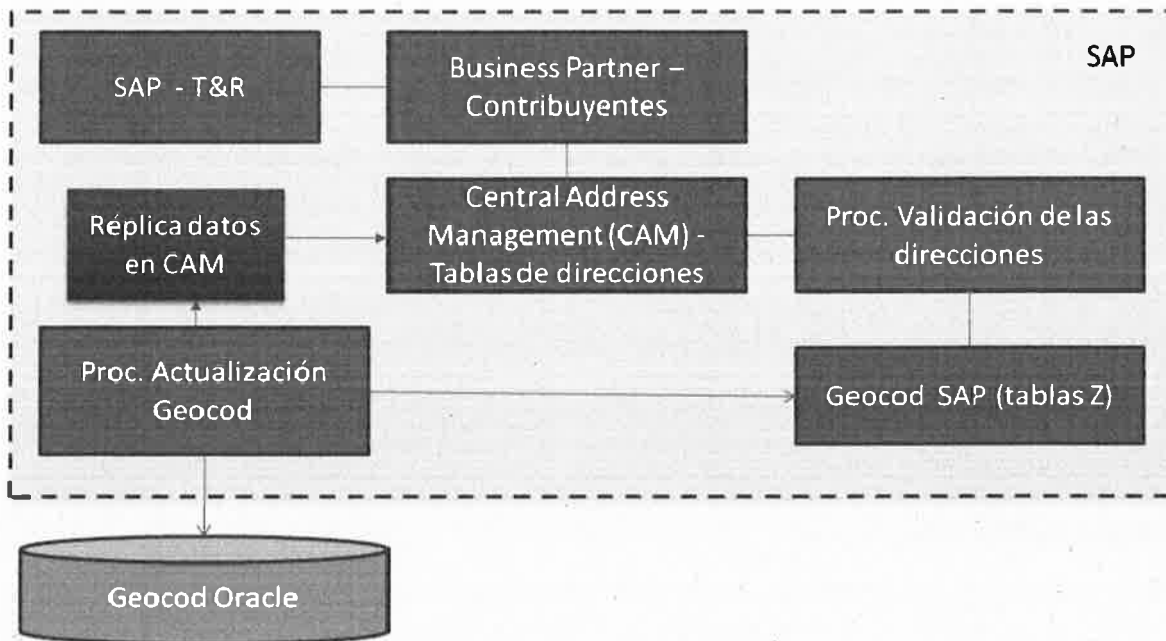 SAP
SAP - T&R
Business Partner –
Contribuyentes
Réplica datos
en CAM
Central Address
Management (CAM) -
Tablas de direcciones
Proc. Validación de las
direcciones
Proc. Actualización
Geocod
Geocod SAP (tablas Z)
Geocod Oracle